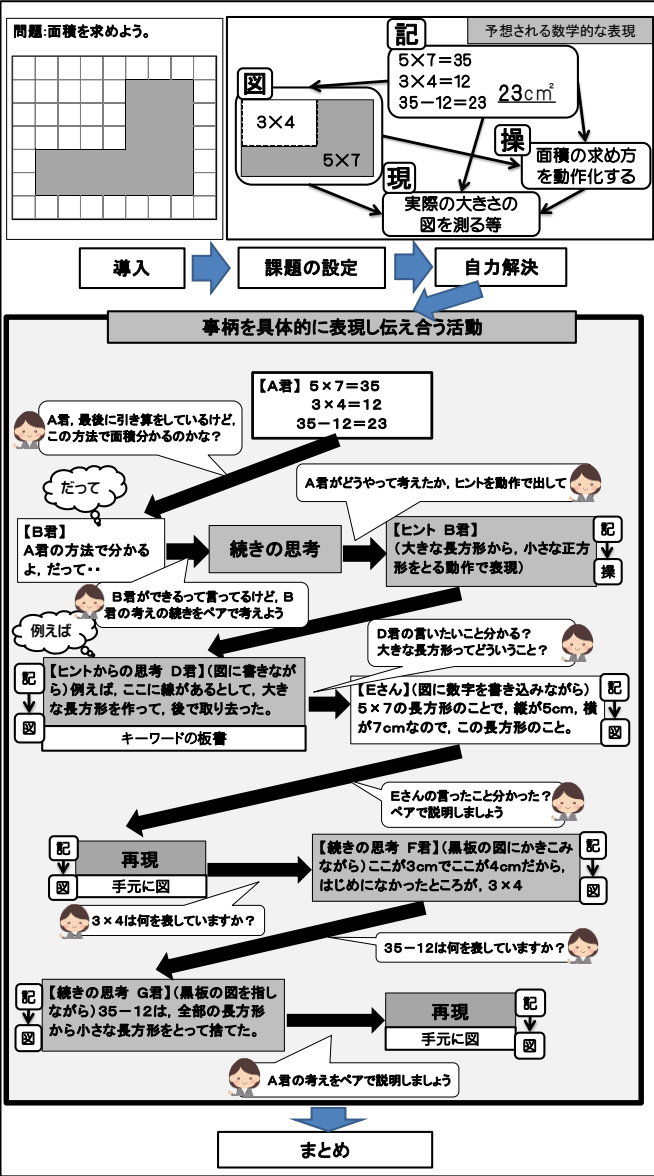 問題:面積を求めよう。
予想される数学的な表現
記
5×7=35
3×4=12
35-12=23 23cm²
図
3×4
5×7
操
面積の求め方
を動作化する
現
実際の大きさの
図を測る等
導入
課題の設定
自力解決
事柄を具体的に表現し伝え合う活動
【A君】 5×7=35
3×4=12
35-12=23
A君，最後に引き算をしているけど，
この方法で面積分かるのかな？
だって
A君がどうやって考えたか，ヒントを動作で出して
【B君】
A君の方法で分かる
よ，だって・・
続きの思考
【ヒント B君】
（大きな長方形から，小さな正方
形をとる動作で表現）
記
操
B君ができるって言ってるけど，B
君の考えの続きをペアで考えよう
例えば
D君の言いたいこと分かる？
大きな長方形ってどういうこと？
記
図
【ヒントからの思考 D君】（図に書きなが
ら）例えば，ここに線があるとして，大き
な長方形を作って，後で取り去った。
キーワードの板書
【Eさん】（図に数字を書き込みながら）
5×7の長方形のことで，縦が5cm，横
が7cmなので，この長方形のこと。
記
図
Eさんの言ったこと分かった？
ペアで説明しましょう
記
図
再現
手元に図
【続きの思考 F君】（黒板の図にかきこみ
ながら）ここが3cmでここが4cmだから，
はじめになかったところが，3×4
記
図
3×4は何を表していますか？
35-12は何を表していますか？
記
図
【続きの思考 G君】（黒板の図を指し
ながら）35-12は，全部の長方形
から小さな長方形をとって捨てた。
再現
手元に図
記
図
A君の考えをペアで説明しましょう
まとめ